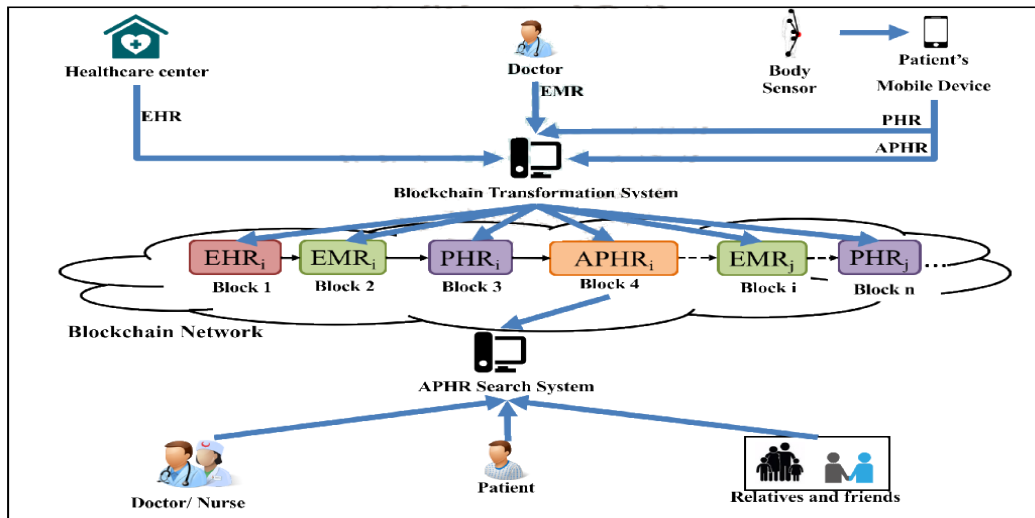 Healthcare center
Doctor
Body
Sensor
Patient's
Mobile Device
EHR
EMR
PHR
APHR
Blockchain Transformation System
EHRi
EMRi
PHRi
APHRi
EMRj
PHRj
...
Block 1
Block 2
Block 3
Block 4
Block i
Block n
Blockchain Network
APHR Search System
Doctor/ Nurse
Patient
Relatives and friends